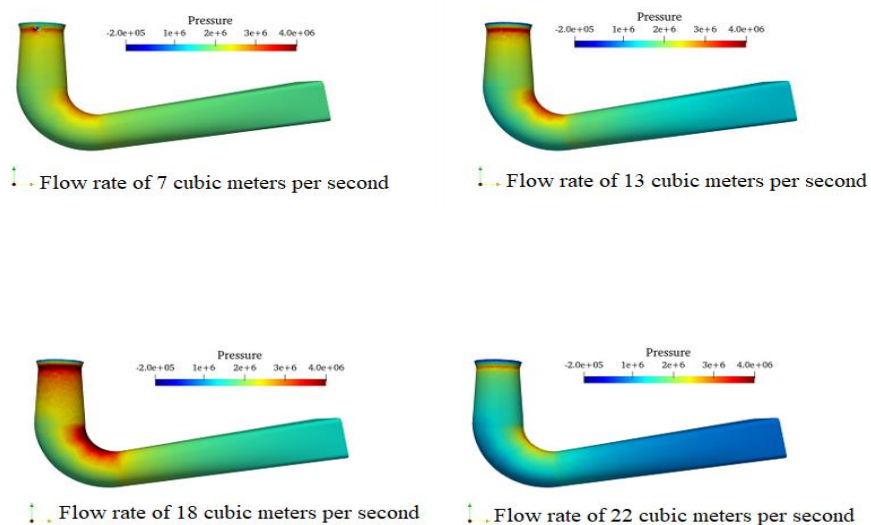 Pressure
-2.0e+05 1e+6 2e+6 3e+6 4.0e+06
Flow rate of 7 cubic meters per second
Pressure
-2.0e+05 1e+6 2e+6 3e+6 4.0e+06
Flow rate of 13 cubic meters per second
Pressure
-2.0e+05 1e+6 2e+6 3e+6 4.0e+06
Flow rate of 18 cubic meters per second
Pressure
-2.0e+05 1e+6 2e+6 3e+6 4.0e+06
Flow rate of 22 cubic meters per second